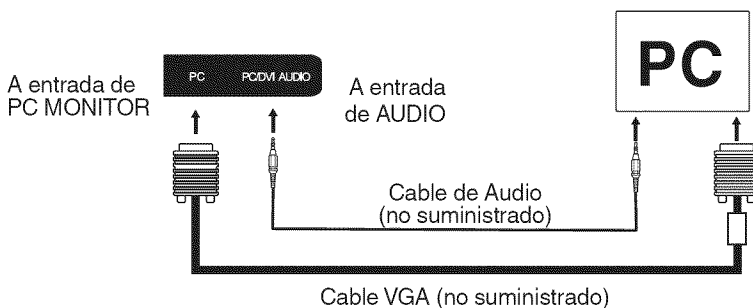 PC
PC
PC/DVI AUDIO
A entrada de
PC MONITOR
A entrada
de AUDIO
Cable de Audio
(no suministrado)
Cable VGA (no suministrado)